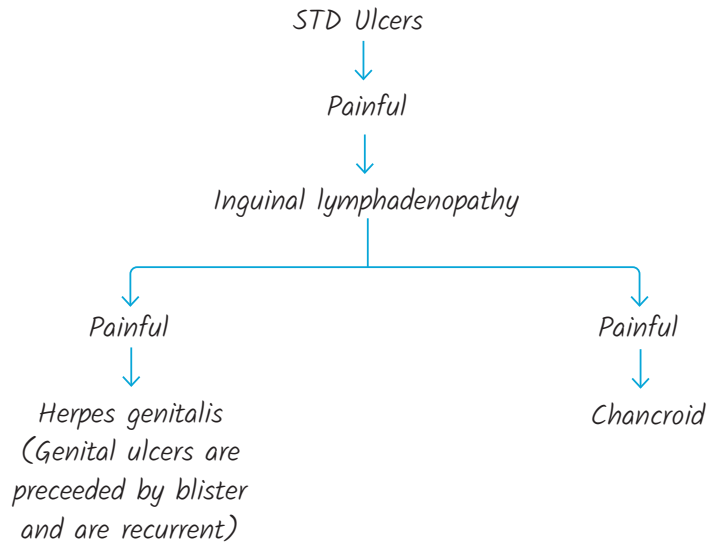 STD Ulcers
Painful
Inguinal lymphadenopathy
Painful
Painful
Herpes genitalis
(Genital ulcers are
preceeded by blister
and are recurrent)
Chancroid